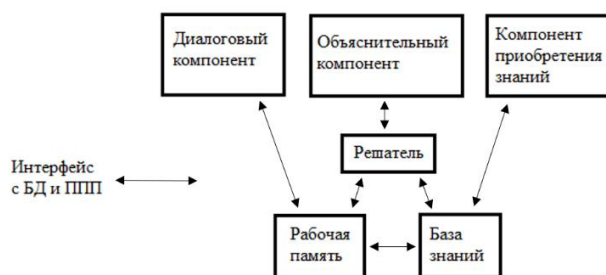 Диалоговый
компонент
Объяснительный
компонент
Компонент
приобретения
знаний
Решатель
Интерфейс
с БД и ППП
Рабочая
память
База
знаний